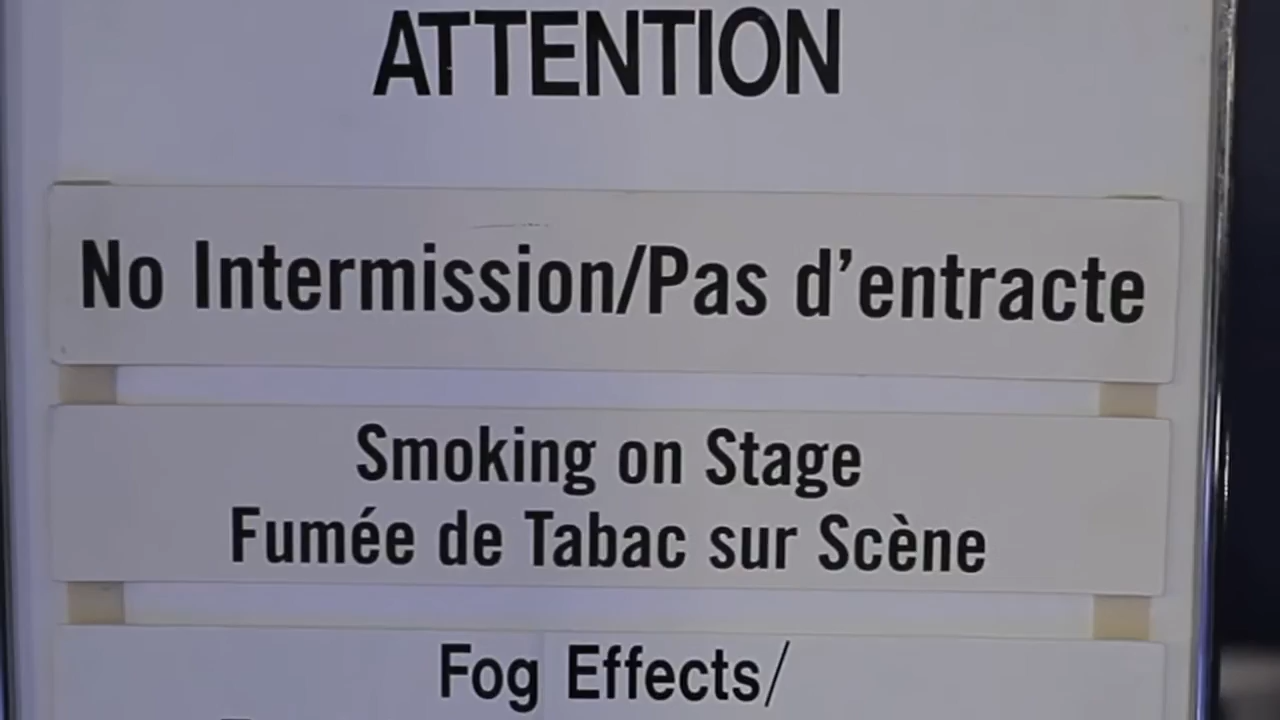 ATTENTION
No Intermission/Pas d'entracte
Smoking on Stage
Fumée de Tabac sur Scène
Fog Effects/